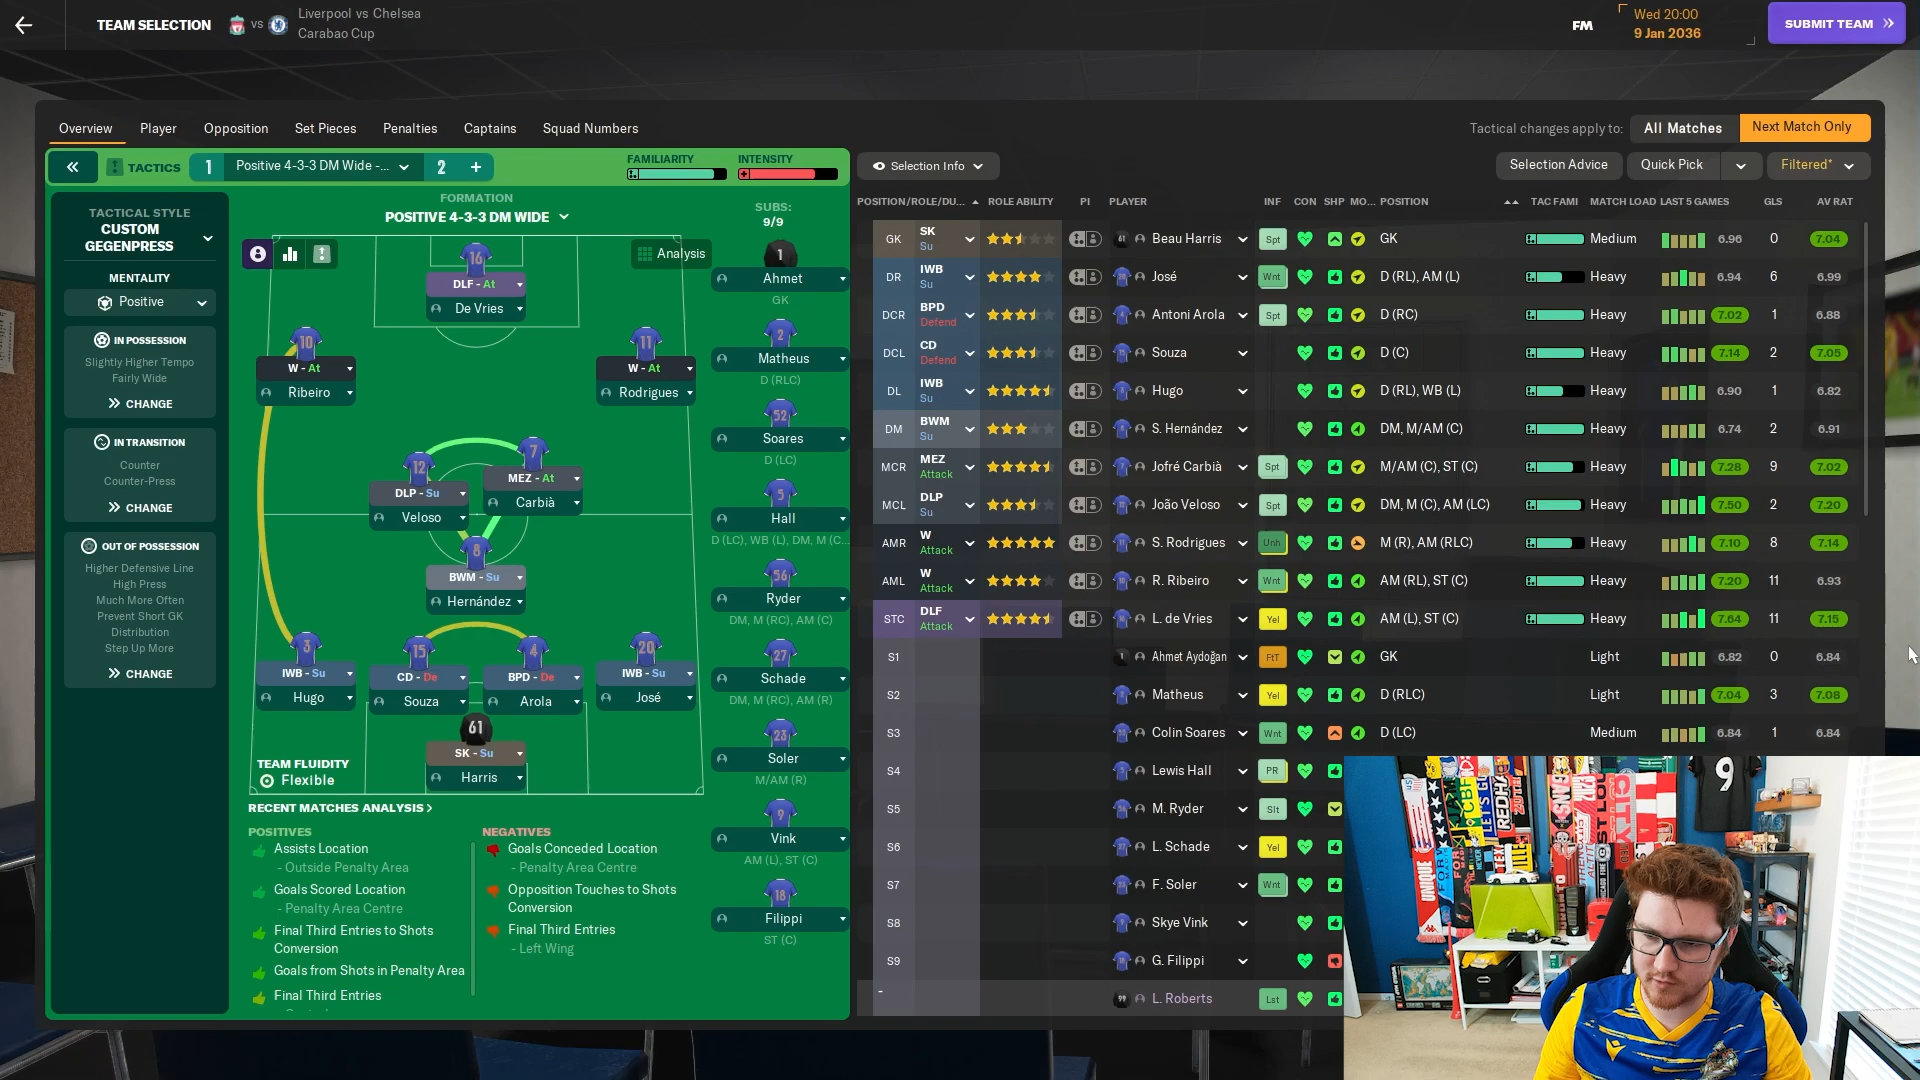 TEAM SELECTION
vs
Liverpool vs Chelsea
Carabao Cup
FM
Wed 20:00
9 Jan 2036
SUBMIT TEAM
Overview
Player
Opposition
Set Pieces
Penalties
Captains
Squad Numbers
Tactical changes apply to:
All Matches
Next Match Only
TACTICS
1
Positive 4-3-3 DM Wide -...
2
FAMILIARITY
INTENSITY
Selection Info
Selection Advice
Quick Pick
Filtered*
TACTICAL STYLE
CUSTOM
GEGENPRESS
MENTALITY
Positive
IN POSSESSION
Slightly Higher Tempo
Fairly Wide
CHANGE
IN TRANSITION
Counter
Counter-Press
CHANGE
OUT OF POSSESSION
Higher Defensive Line
High Press
Much More Often
Prevent Short GK
Distribution
Step Up More
CHANGE
FORMATION
POSITIVE 4-3-3 DM WIDE
Analysis
16
DLF - At
De Vries
10
W - At
Ribeiro
11
W - At
Rodrigues
12
DLP - Su
Veloso
7
MEZ - At
Carbià
8
BWM - Su
Hernández
3
IWB - Su
Hugo
15
CD - De
Souza
4
BPD - De
Arola
20
IWB - Su
José
61
SK - Su
Harris
TEAM FLUIDITY
Flexible
RECENT MATCHES ANALYSIS
POSITIVES
Assists Location
- Outside Penalty Area
Goals Scored Location
- Penalty Area Centre
Final Third Entries to Shots
Conversion
Goals from Shots in Penalty Area
Final Third Entries
NEGATIVES
Goals Conceded Location
- Penalty Area Centre
Opposition Touches to Shots
Conversion
Final Third Entries
- Left Wing
SUBS:
9/9
1
Ahmet
GK
2
Matheus
D (RLC)
52
Soares
D (LC)
5
Hall
D (LC), WB (L), DM, M (C...
56
Ryder
DM, M (RC), AM (C)
27
Schade
DM, M (RC), AM (R)
23
Soler
M/AM (R)
9
Vink
AM (L), ST (C)
18
Filippi
ST (C)
POSITION/ROLE/DU... ROLE ABILITY PI PLAYER INF CON SHP MO... POSITION TAC FAMI MATCH LOAD LAST 5 GAMES GLS AV RAT
GK SK Su Beau Harris Spt GK Medium 6.96 0 7.04
DR IWB Su José Wnt D (RL), AM (L) Heavy 6.94 6 6.99
DCR BPD Defend Antoni Arola Spt D (RC) Heavy 7.02 1 6.88
DCL CD Defend Souza D (C) Heavy 7.14 2 7.05
DL IWB Su Hugo D (RL), WB (L) Heavy 6.90 1 6.82
DM BWM Su S. Hernández DM, M/AM (C) Heavy 6.74 2 6.91
MCR MEZ Attack Jofré Carbià Spt M/AM (C), ST (C) Heavy 7.28 9 7.02
MCL DLP Su João Veloso Spt DM, M (C), AM (LC) Heavy 7.50 2 7.20
AMR W Attack S. Rodrigues Unh M (R), AM (RLC) Heavy 7.10 8 7.14
AML W Attack R. Ribeiro Wnt AM (RL), ST (C) Heavy 7.20 11 6.93
STC DLF Attack L. de Vries Yel AM (L), ST (C) Heavy 7.64 11 7.15
S1 Ahmet Aydoğan FtT GK Light 6.82 0 6.84
S2 Matheus Yel D (RLC) Light 7.04 3 7.08
S3 Colin Soares Wnt D (LC) Medium 6.84 1 6.84
S4 Lewis Hall PR
S5 M. Ryder Slt
S6 L. Schade Yel
S7 F. Soler Wnt
S8 Skye Vink
S9 G. Filippi
- L. Roberts Lst
9
UNIQUE